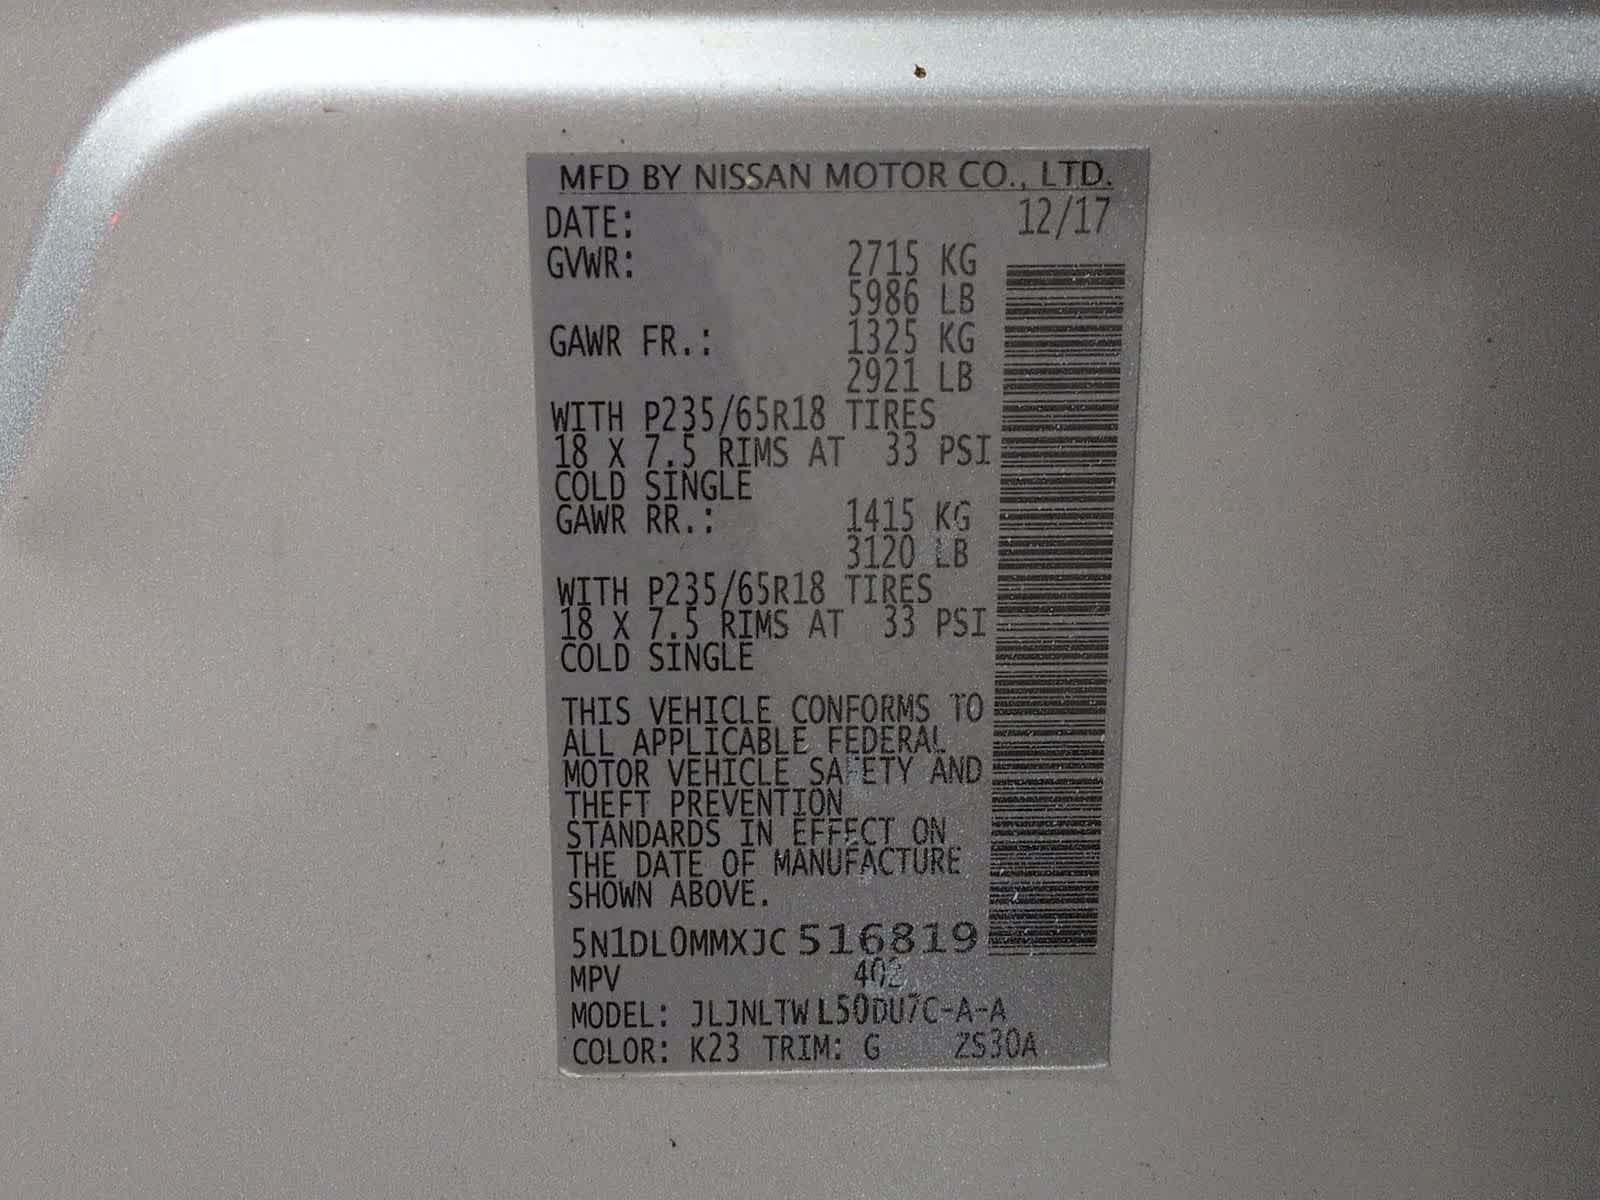 MFD BY NISSAN MOTOR CO., LTD.
DATE: 12/17
GVWR: 2715 KG
5986 LB
GAWR FR.: 1325 KG
2921 LB
WITH P235/65R18 TIRES
18 X 7.5 RIMS AT 33 PSI
COLD SINGLE
GAWR RR.: 1415 KG
3120 LB
WITH P235/65R18 TIRES
18 X 7.5 RIMS AT 33 PSI
COLD SINGLE
THIS VEHICLE CONFORMS TO
ALL APPLICABLE FEDERAL
MOTOR VEHICLE SAFETY AND
THEFT PREVENTION
STANDARDS IN EFFECT ON
THE DATE OF MANUFACTURE
SHOWN ABOVE.
5N1DL0MMXJC516819
MPV 402
MODEL: JLJNLTWL50DU7C-A-A
COLOR: K23 TRIM: G ZS30A